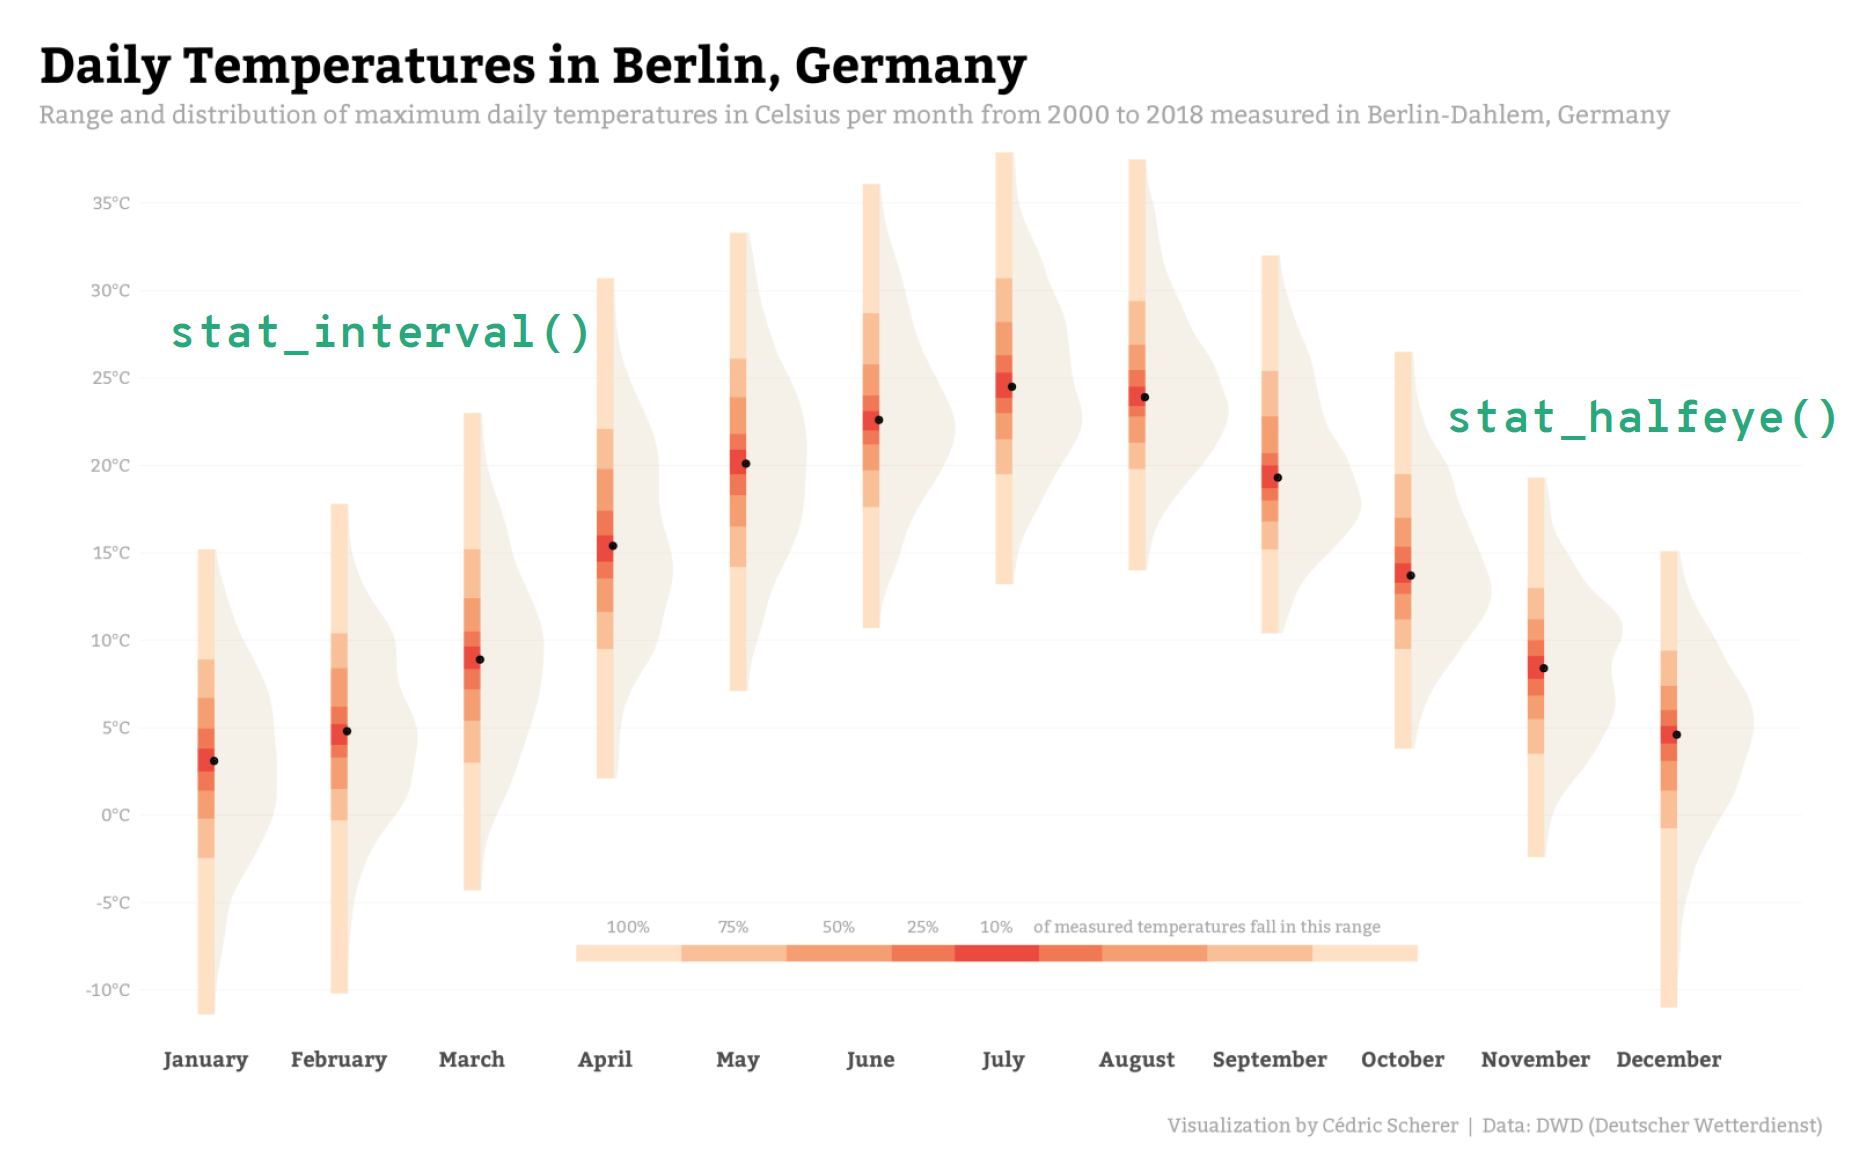 Daily Temperatures in Berlin, Germany
Range and distribution of maximum daily temperatures in Celsius per month from 2000 to 2018 measured in Berlin-Dahlem, Germany
35°C
30°C
stat_interval()
25°C
stat_halfeye()
20°C
15°C
10°C
5°C
0°C
-5°C
100% 75% 50% 25% 10% of measured temperatures fall in this range
-10°C
January February March April May June July August September October November December
Visualization by Cédric Scherer | Data: DWD (Deutscher Wetterdienst)